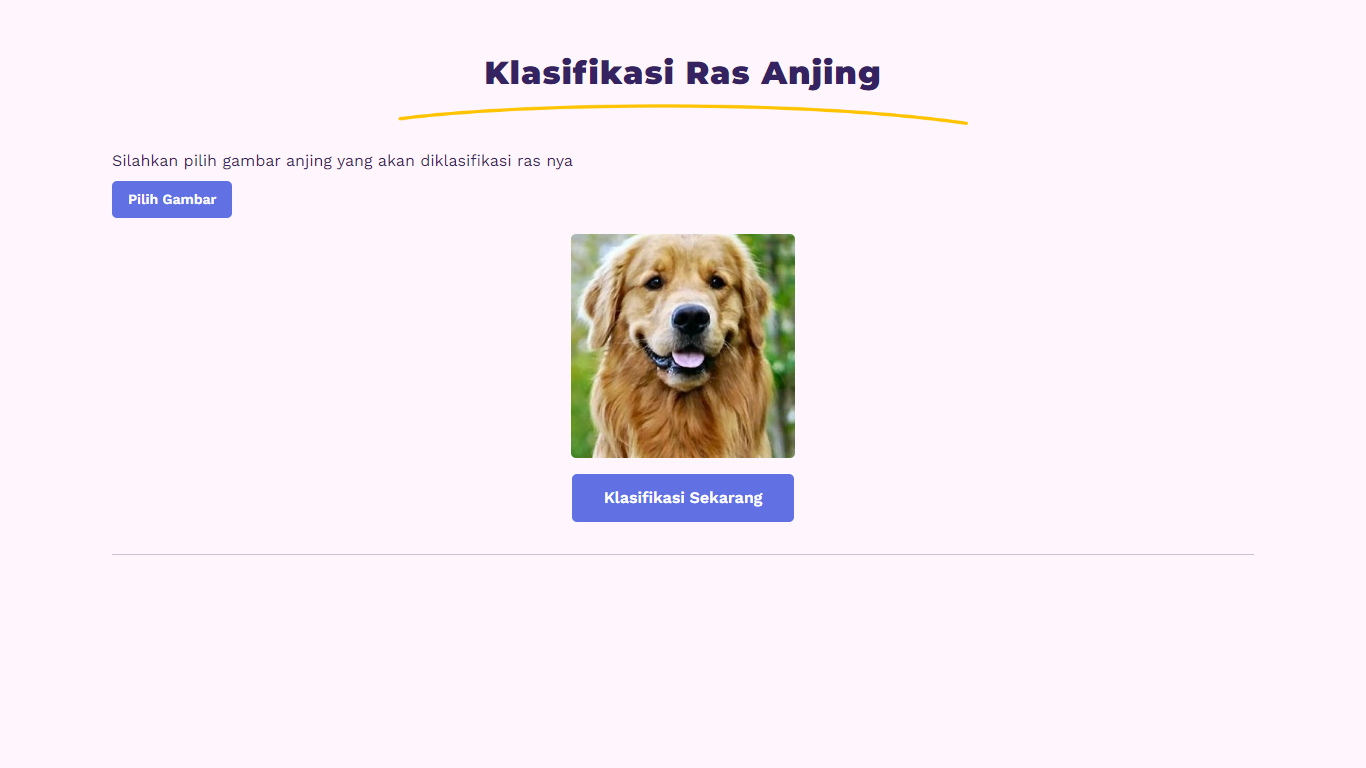 Klasifikasi Ras Anjing
Silahkan pilih gambar anjing yang akan diklasifikasi ras nya
Pilih Gambar
Klasifikasi Sekarang